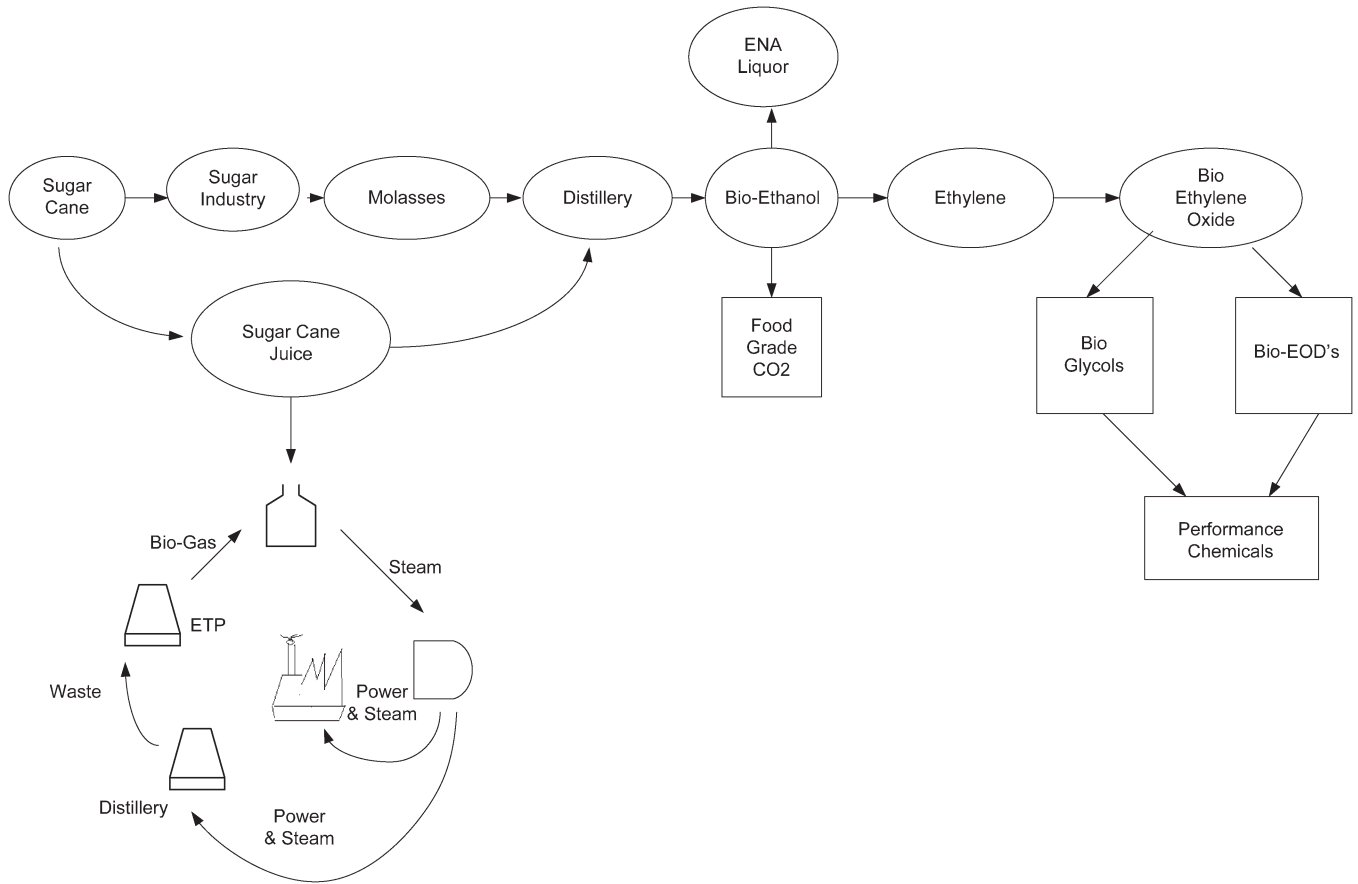 ENA
Liquor
Sugar
Cane
Sugar
Industry
Molasses
Distillery
Bio-Ethanol
Ethylene
Bio
Ethylene
Oxide
Sugar Cane
Juice
Food
Grade
CO2
Bio
Glycols
Bio-EOD's
Performance
Chemicals
Bio-Gas
Steam
ETP
Waste
Power
& Steam
Distillery
Power
& Steam